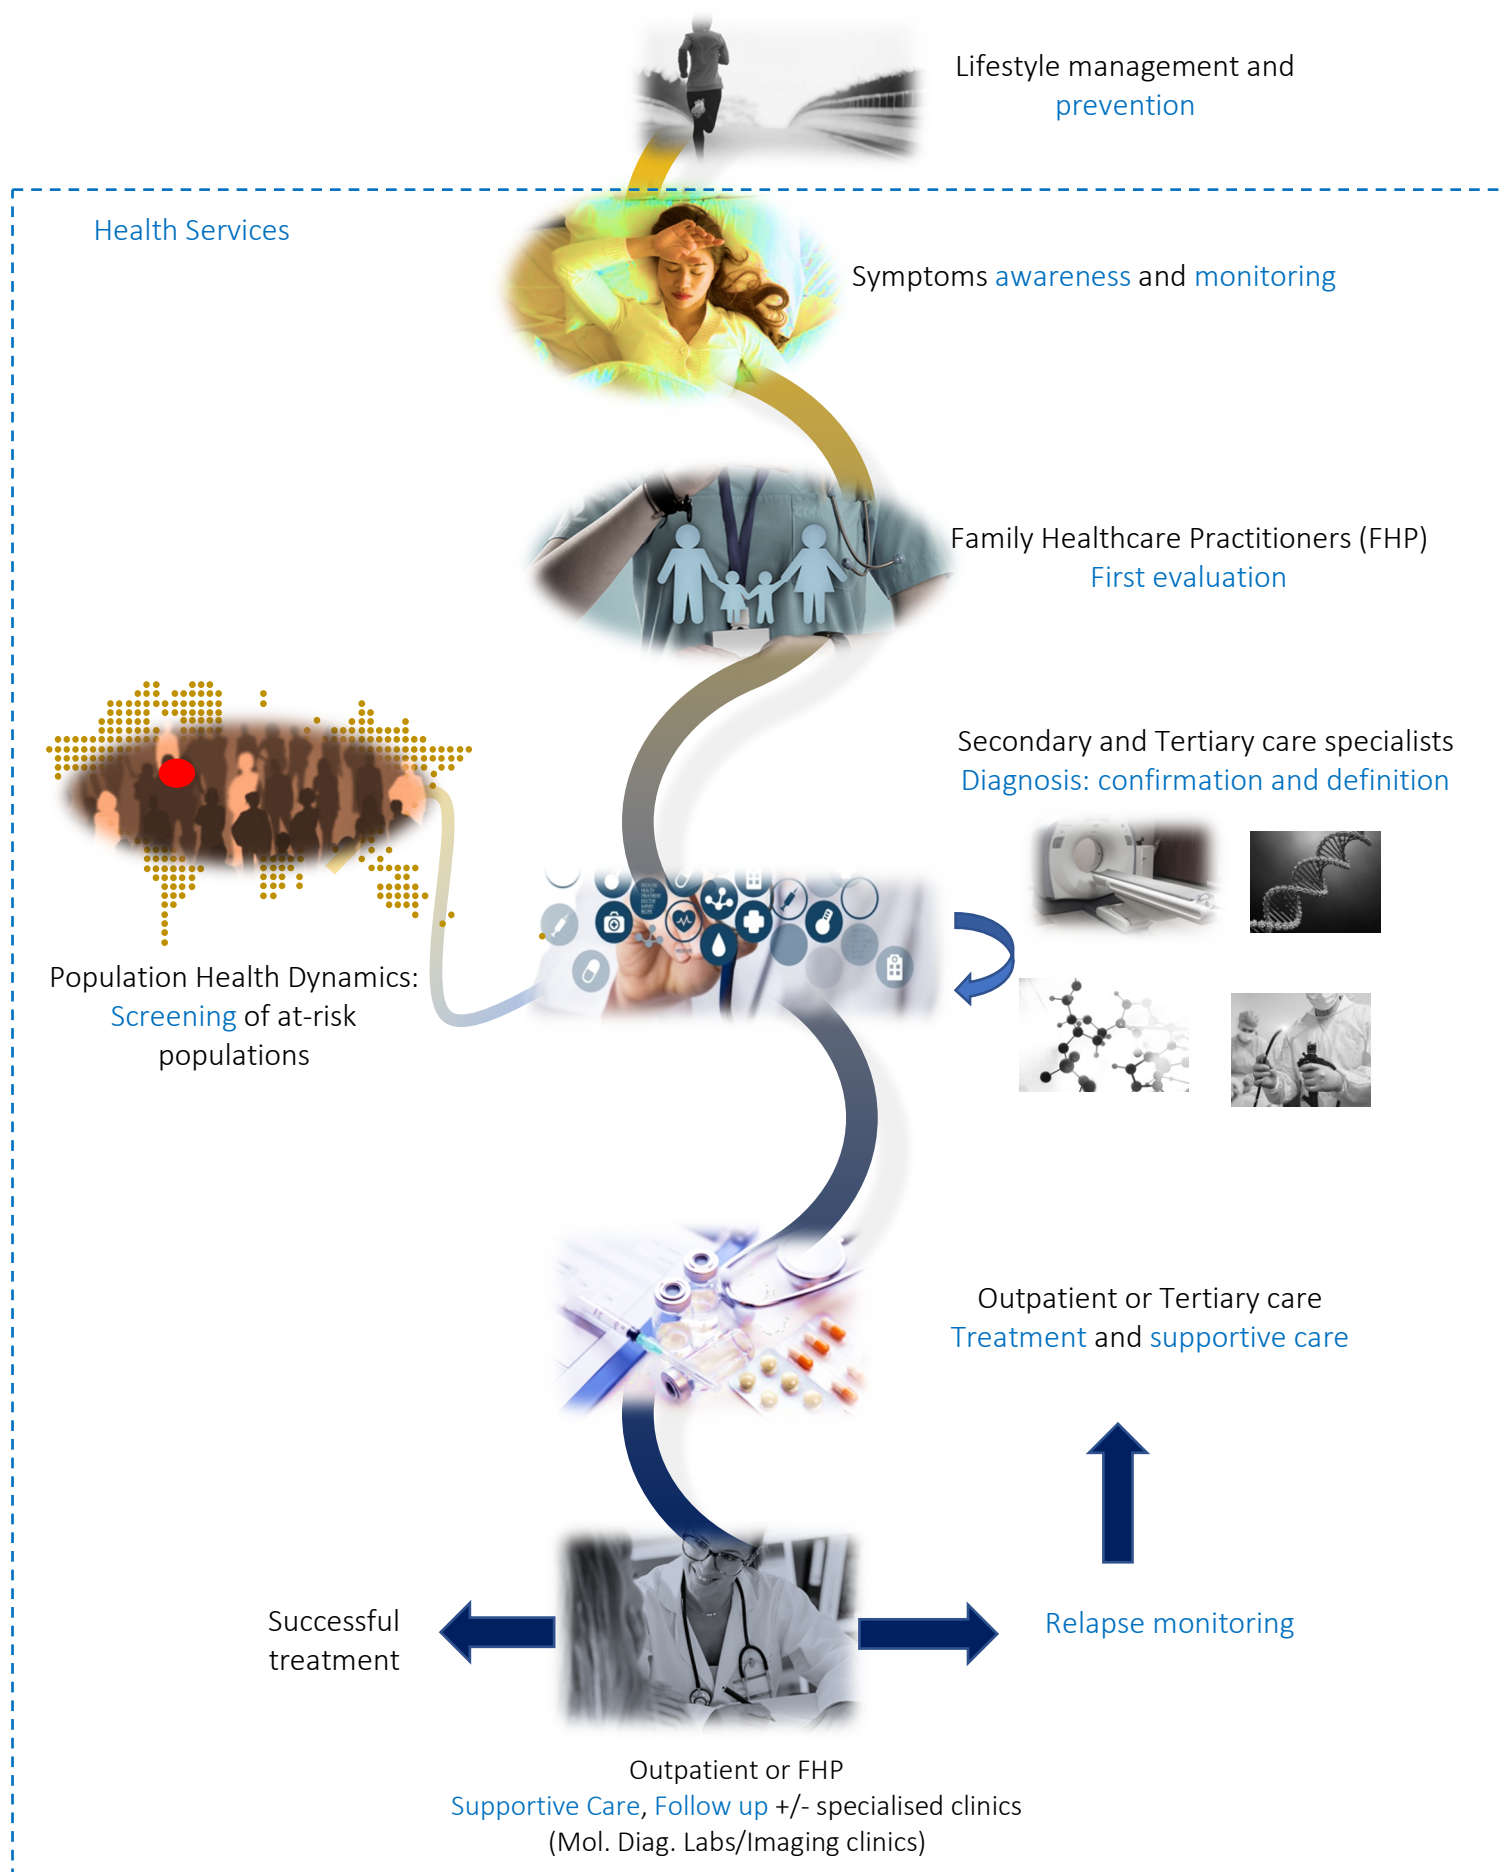 Lifestyle management and
prevention
Health Services
Symptoms awareness and monitoring
Family Healthcare Practitioners (FHP)
First evaluation
Secondary and Tertiary care specialists
Diagnosis: confirmation and definition
Population Health Dynamics:
Screening of at-risk
populations
Outpatient or Tertiary care
Treatment and supportive care
Successful
treatment
Relapse monitoring
Outpatient or FHP
Supportive Care, Follow up +/- specialised clinics
(Mol. Diag. Labs/Imaging clinics)